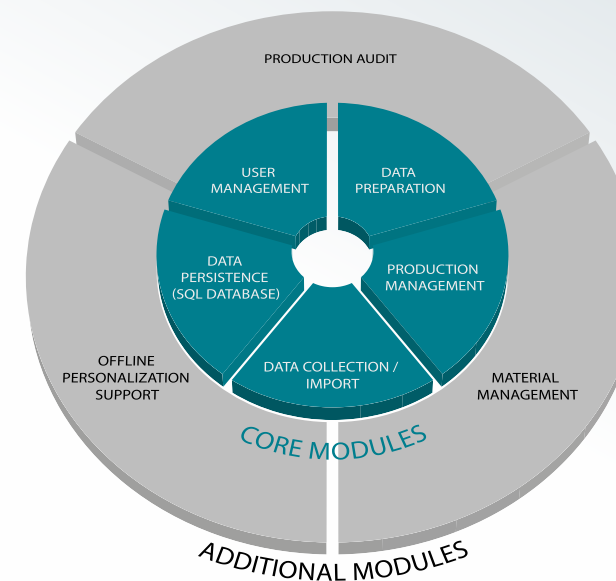 PRODUCTION AUDIT
USER
MANAGEMENT
DATA
PREPARATION
DATA
PERSISTENCE
(SQL DATABASE)
PRODUCTION
MANAGEMENT
DATA COLLECTION /
IMPORT
OFFLINE
PERSONALIZATION
SUPPORT
MATERIAL
MANAGEMENT
CORE MODULES
ADDITIONAL MODULES